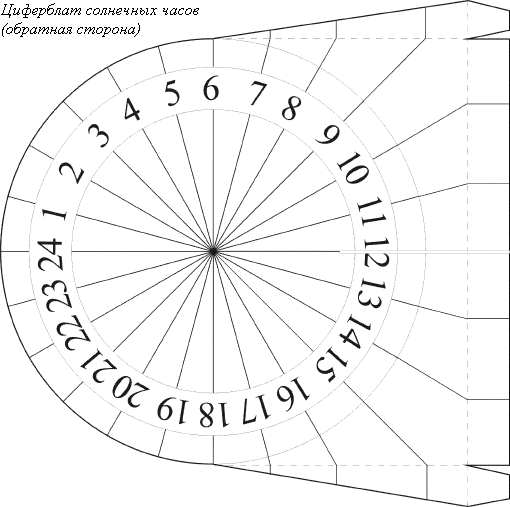 Циферблат солнечных часов
(обратная сторона)
1 2 3 4 5 6 7 8 9 10 11 12 13 14 15 16 17 18 19 20 21 22 23 24